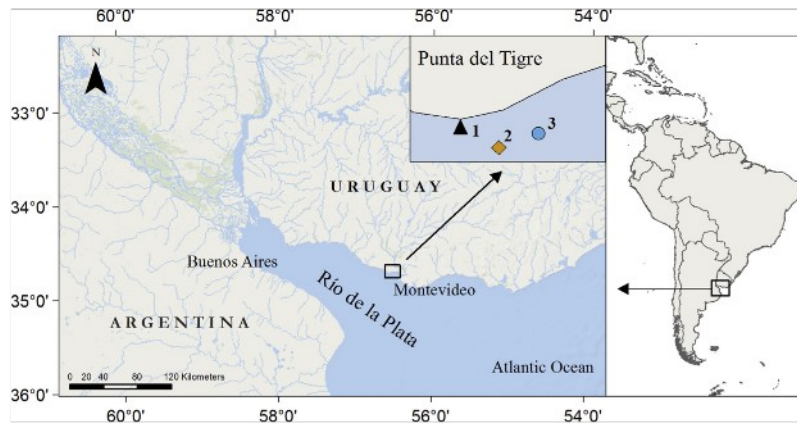 60°0' 58°0' 56°0' 54°0'
N
Punta del Tigre
33°0'
1
2
3
URUGUAY
34°0'
Buenos Aires
Montevideo
35°0'
Río de la Plata
ARGENTINA
Atlantic Ocean
0 20 40 80 120 Kilometers
36°0'
60°0' 58°0' 56°0' 54°0'